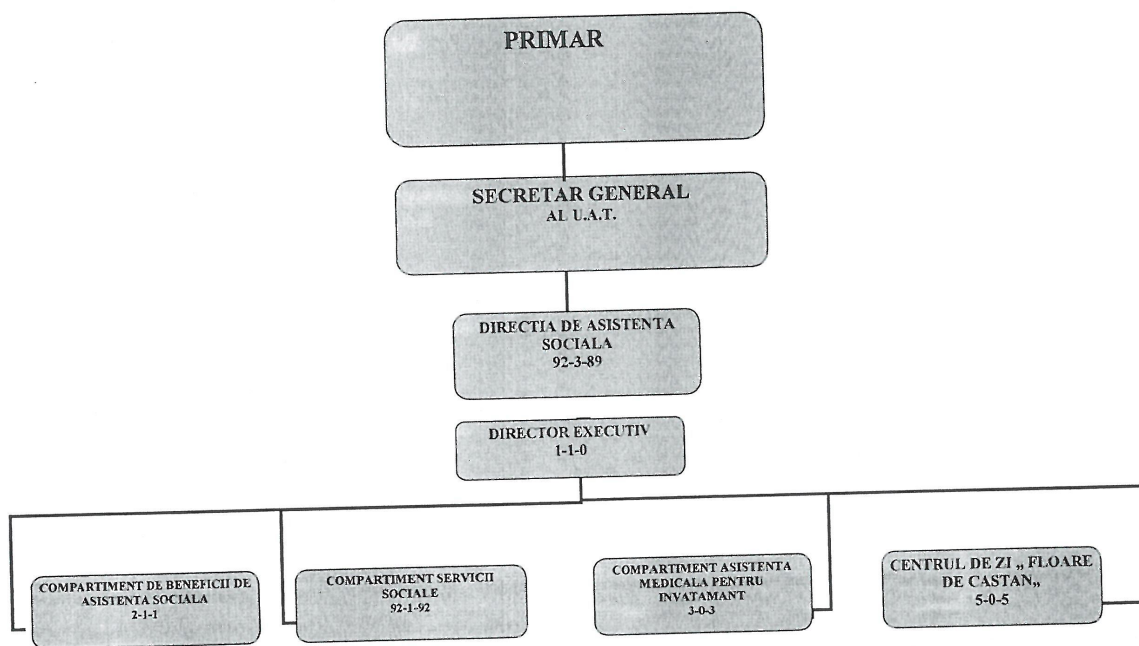 PRIMAR
SECRETAR GENERAL
AL U.A.T.
DIRECTIA DE ASISTENTA
SOCIALA
92-3-89
DIRECTOR EXECUTIV
1-1-0
COMPARTIMENT DE BENEFICII DE
ASISTENTA SOCIALA
2-1-1
COMPARTIMENT SERVICII
SOCIALE
92-1-92
COMPARTIMENT ASISTENTA
MEDICALA PENTRU
INVATAMANT
3-0-3
CENTRUL DE ZI „ FLOARE
DE CASTAN„
5-0-5